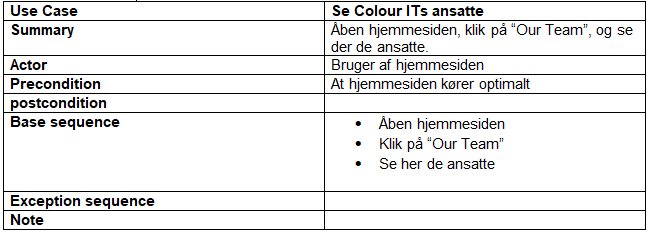 Use Case Se Colour ITs ansatte
Summary Åben hjemmesiden, klik på “Our Team”, og se
der de ansatte.
Actor Bruger af hjemmesiden
Precondition At hjemmesiden kører optimalt
postcondition
Base sequence
• Åben hjemmesiden
• Klik på “Our Team”
• Se her de ansatte
Exception sequence
Note